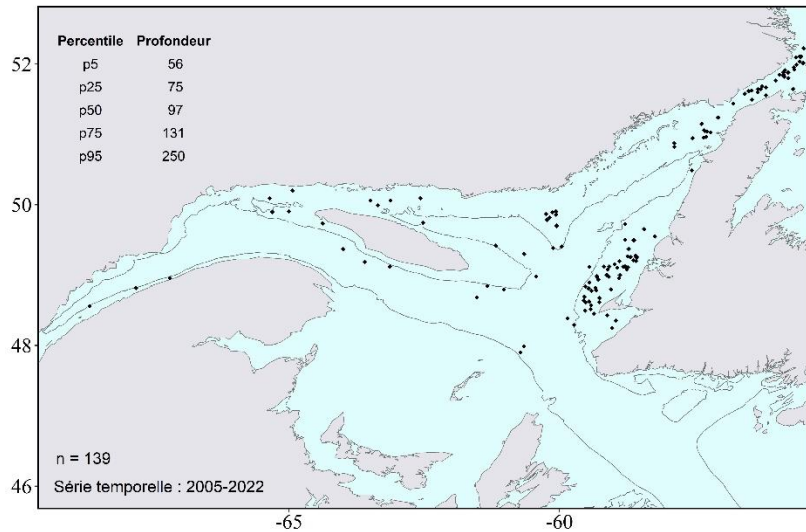 Percentile Profondeur
p5 56
p25 75
p50 97
p75 131
p95 250
52
50
48
46
n = 139
Série temporelle : 2005-2022
-65 -60